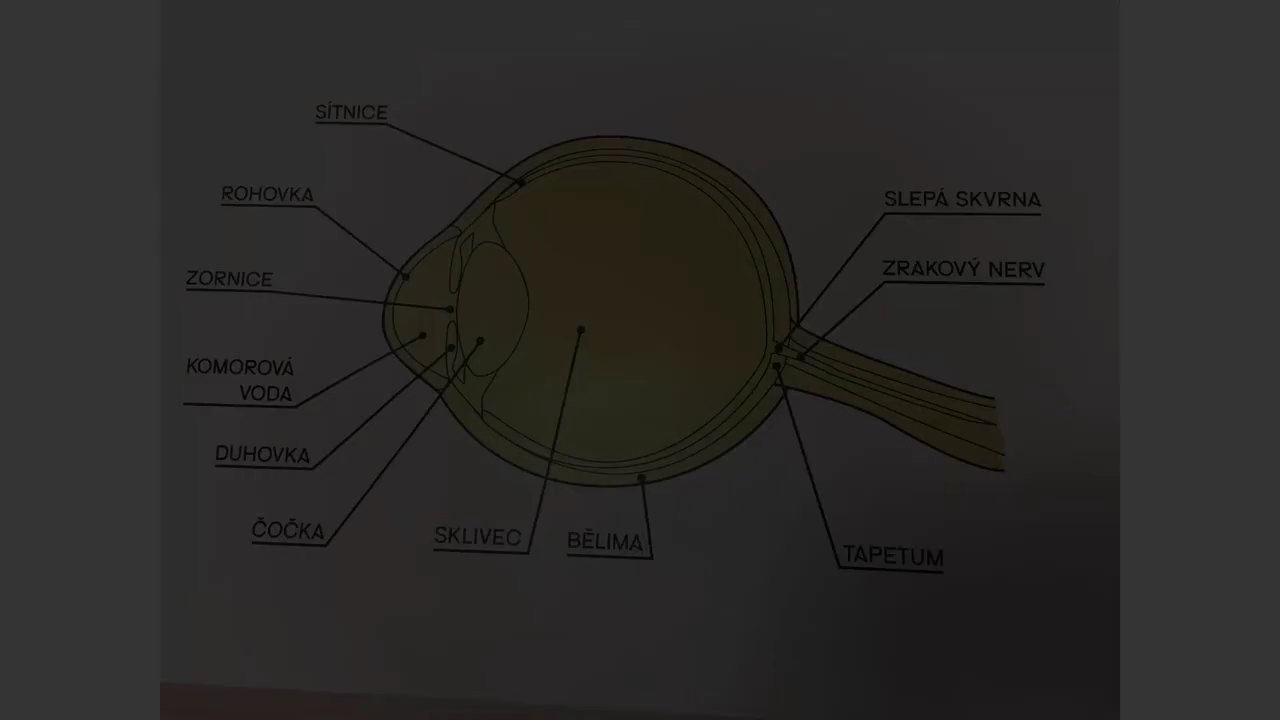 SÍTNICE
ROHOVKA
ZORNICE
KOMOROVÁ
VODA
DUHOVKA
ČOČKA
SKLIVEC
BĚLIMA
SLEPÁ SKVRNA
ZRAKOVÝ NERV
TAPETUM